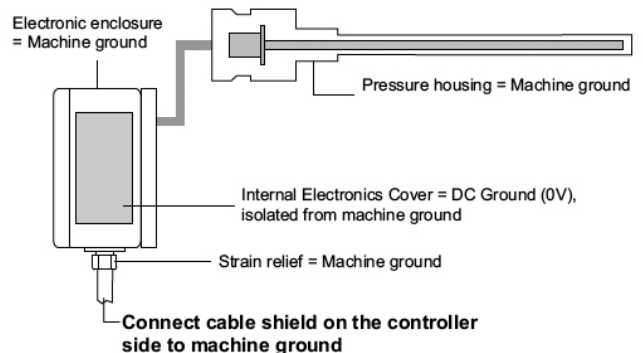 Electronic enclosure
= Machine ground
Pressure housing = Machine ground
Internal Electronics Cover = DC Ground (0V),
isolated from machine ground
Strain relief = Machine ground
Connect cable shield on the controller
side to machine ground